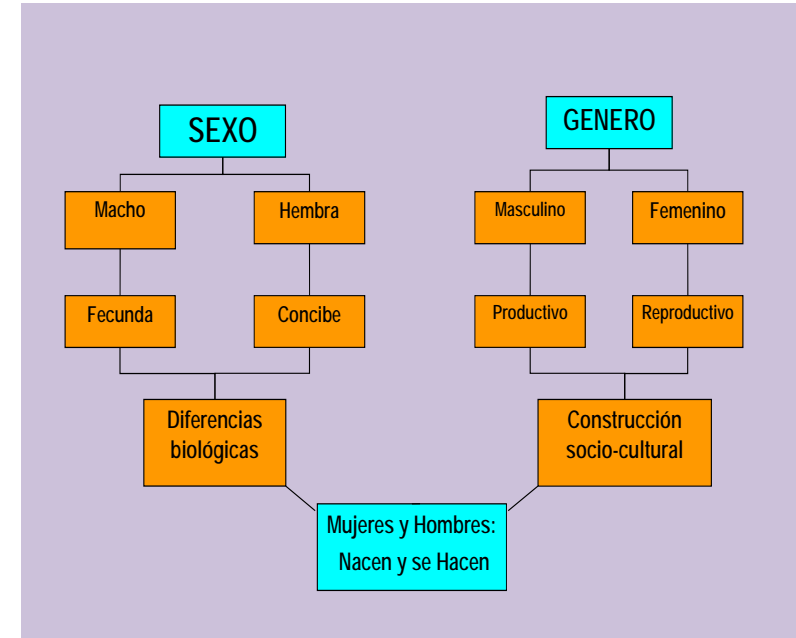 SEXO
GENERO
Macho
Hembra
Masculino
Femenino
Fecunda
Concibe
Productivo
Reproductivo
Diferencias
biológicas
Construcción
socio-cultural
Mujeres y Hombres:
Nacen y se Hacen